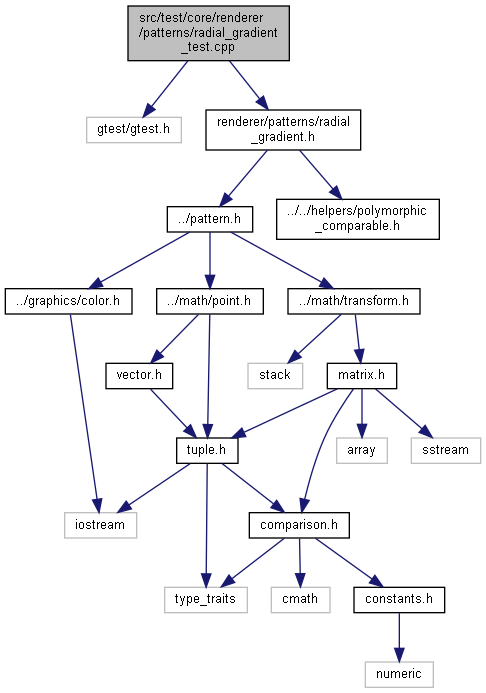 src/test/core/renderer
/patterns/radial_gradient
_test.cpp
gtest/gtest.h
renderer/patterns/radial
_gradient.h
../pattern.h
../../helpers/polymorphic
_comparable.h
../graphics/color.h
../math/point.h
../math/transform.h
vector.h
stack
matrix.h
tuple.h
array
sstream
iostream
comparison.h
type_traits
cmath
constants.h
numeric